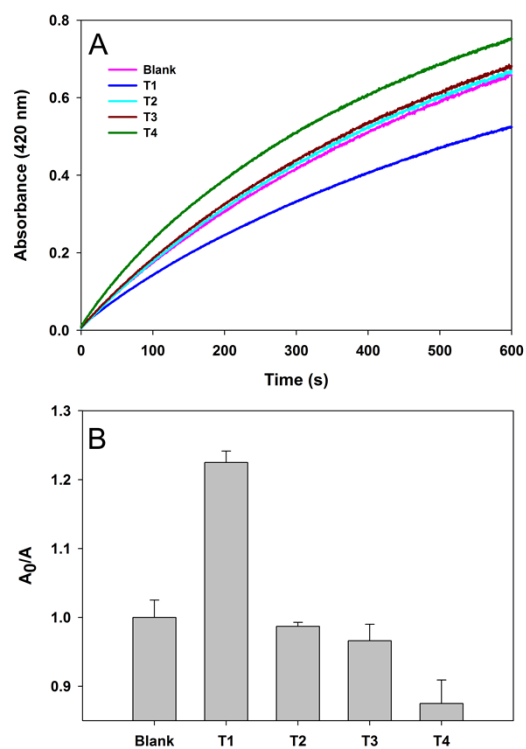 A
0.8
0.6
0.4
0.2
0.0
Absorbance (420 nm)
Blank
T1
T2
T3
T4
0 100 200 300 400 500 600
Time (s)
B
1.3
1.2
1.1
1.0
0.9
A0/A
Blank T1 T2 T3 T4